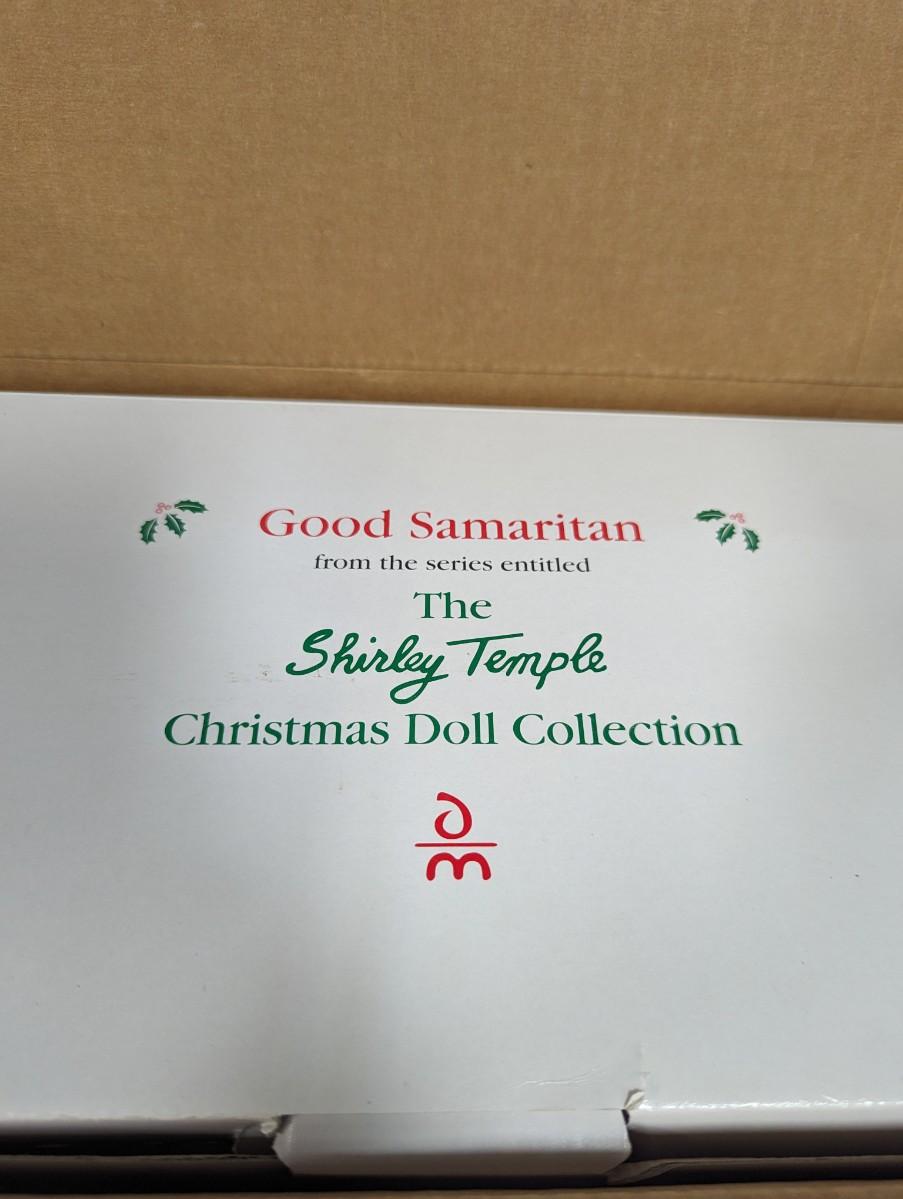 Good Samaritan
from the series entitled
The
Shirley Temple
Christmas Doll Collection